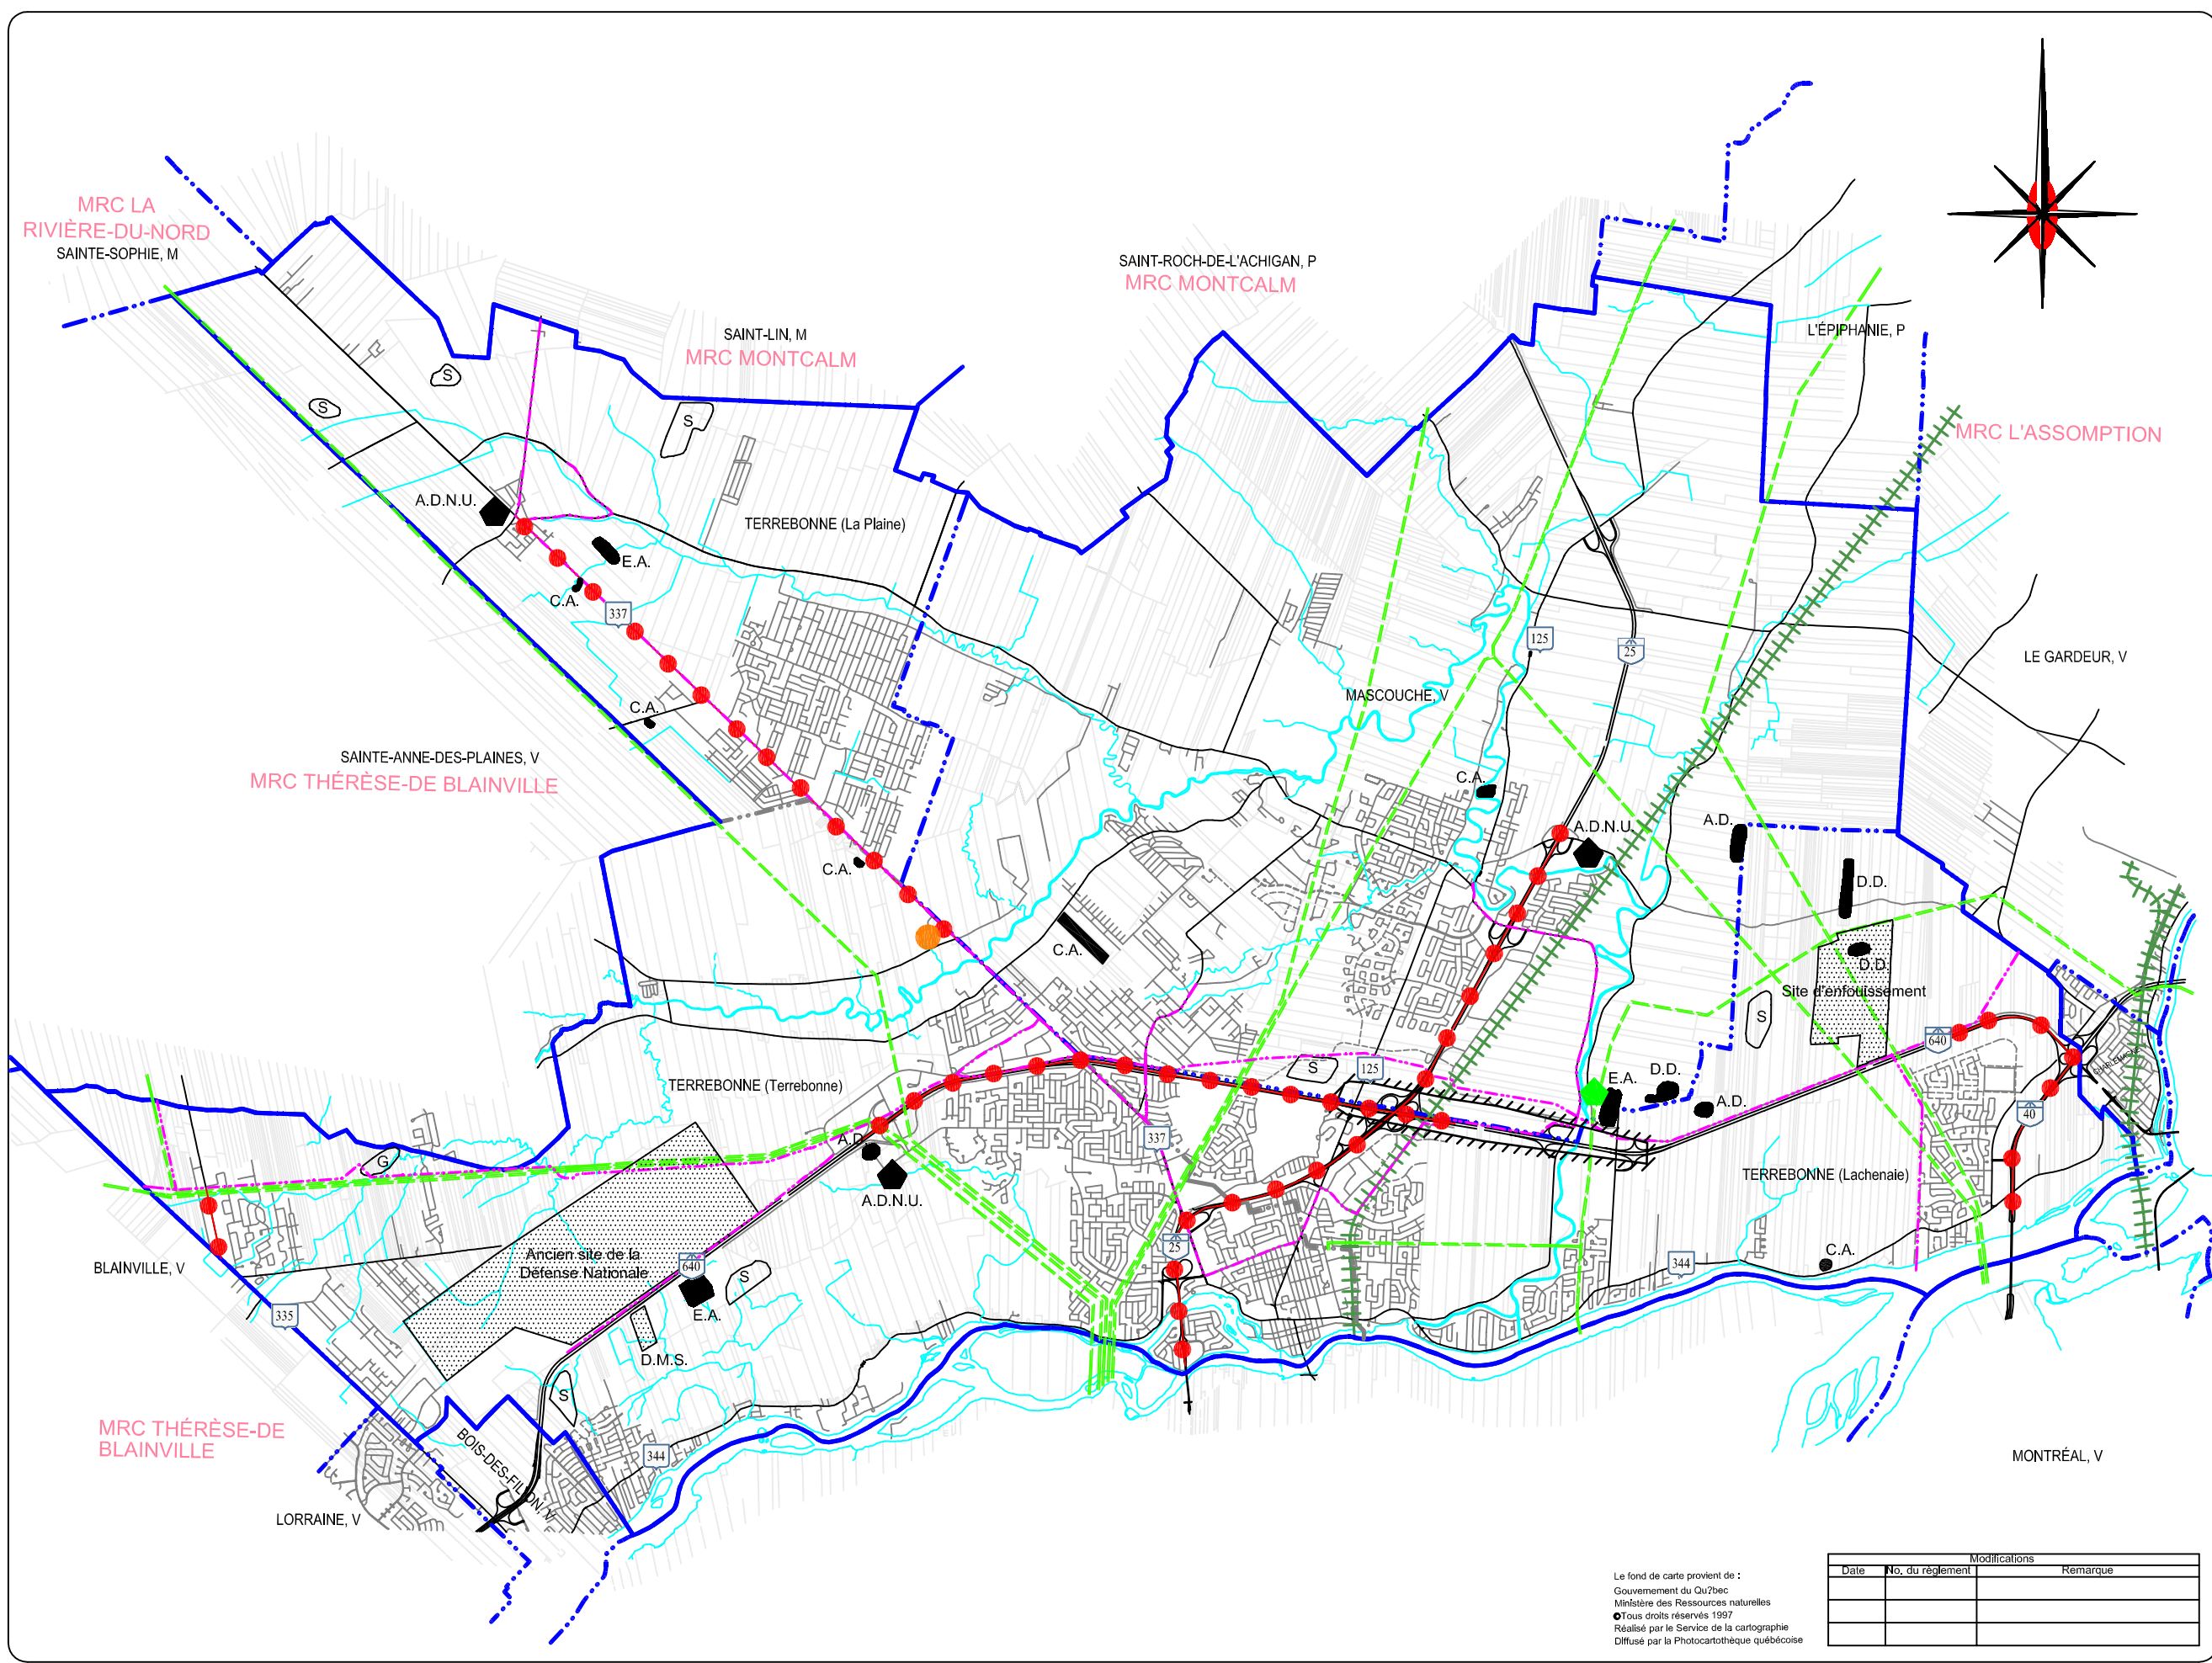 MRC LA
RIVIÈRE-DU-NORD
SAINTE-SOPHIE, M
SAINT-ROCH-DE-L'ACHIGAN, P
MRC MONTCALM
SAINT-LIN, M
MRC MONTCALM
L'ÉPIPHANIE, P
MRC L'ASSOMPTION
S
S
S
A.D.N.U.
TERREBONNE (La Plaine)
E.A.
C.A.
337
125
25
LE GARDEUR, V
MASCOUCHE, V
C.A.
SAINTE-ANNE-DES-PLAINES, V
MRC THÉRÈSE-DE BLAINVILLE
C.A.
A.D.N.U.
A.D.
C.A.
D.D.
C.A.
D.D.
Site d'enfouissement
S
640
CHARLEMAGNE
S
125
E.A.
D.D.
A.D.
40
TERREBONNE (Terrebonne)
337
A.D.
G
A.D.N.U.
TERREBONNE (Lachenaie)
Ancien site de la
Défense Nationale
640
S
E.A.
25
C.A.
344
BLAINVILLE, V
335
D.M.S.
S
MRC THÉRÈSE-DE
BLAINVILLE
BOIS-DES-FILION, V
344
MONTRÉAL, V
LORRAINE, V
Le fond de carte provient de :
Gouvernement du Qu?bec
Ministère des Ressources naturelles
©Tous droits réservés 1997
Réalisé par le Service de la cartographie
Diffusé par la Photocartothèque québécoise
Modifications
Date No. du règlement Remarque